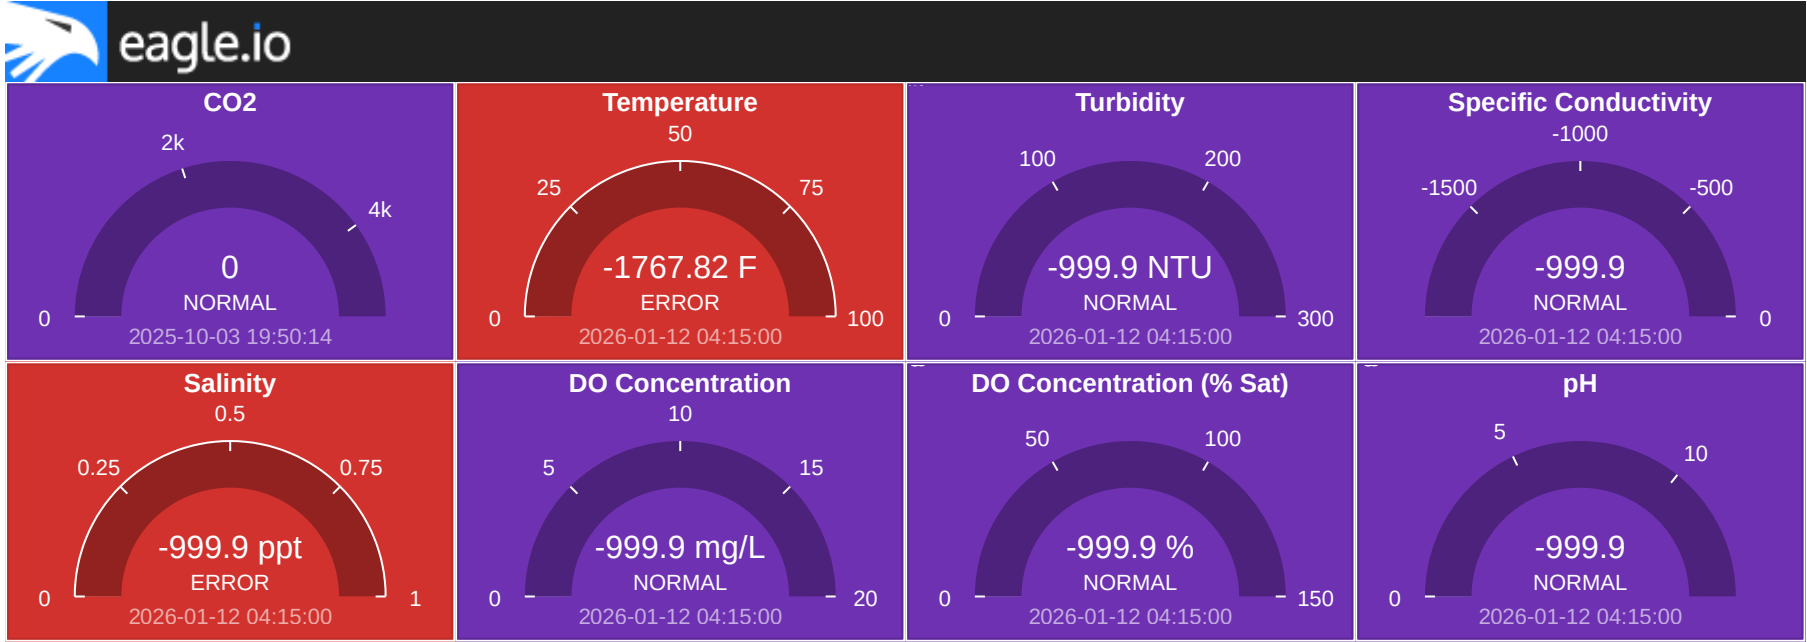 eagle.io
CO2
2k
4k
0
0
NORMAL
2025-10-03 19:50:14
Temperature
50
25
75
0
100
-1767.82 F
ERROR
2026-01-12 04:15:00
Turbidity
100
200
0
300
-999.9 NTU
NORMAL
2026-01-12 04:15:00
Specific Conductivity
-1000
-1500
-500
0
-999.9
NORMAL
2026-01-12 04:15:00
Salinity
0.5
0.25
0.75
0
1
-999.9 ppt
ERROR
2026-01-12 04:15:00
DO Concentration
10
5
15
0
20
-999.9 mg/L
NORMAL
2026-01-12 04:15:00
DO Concentration (% Sat)
50
100
0
150
-999.9 %
NORMAL
2026-01-12 04:15:00
pH
5
10
0
-999.9
NORMAL
2026-01-12 04:15:00